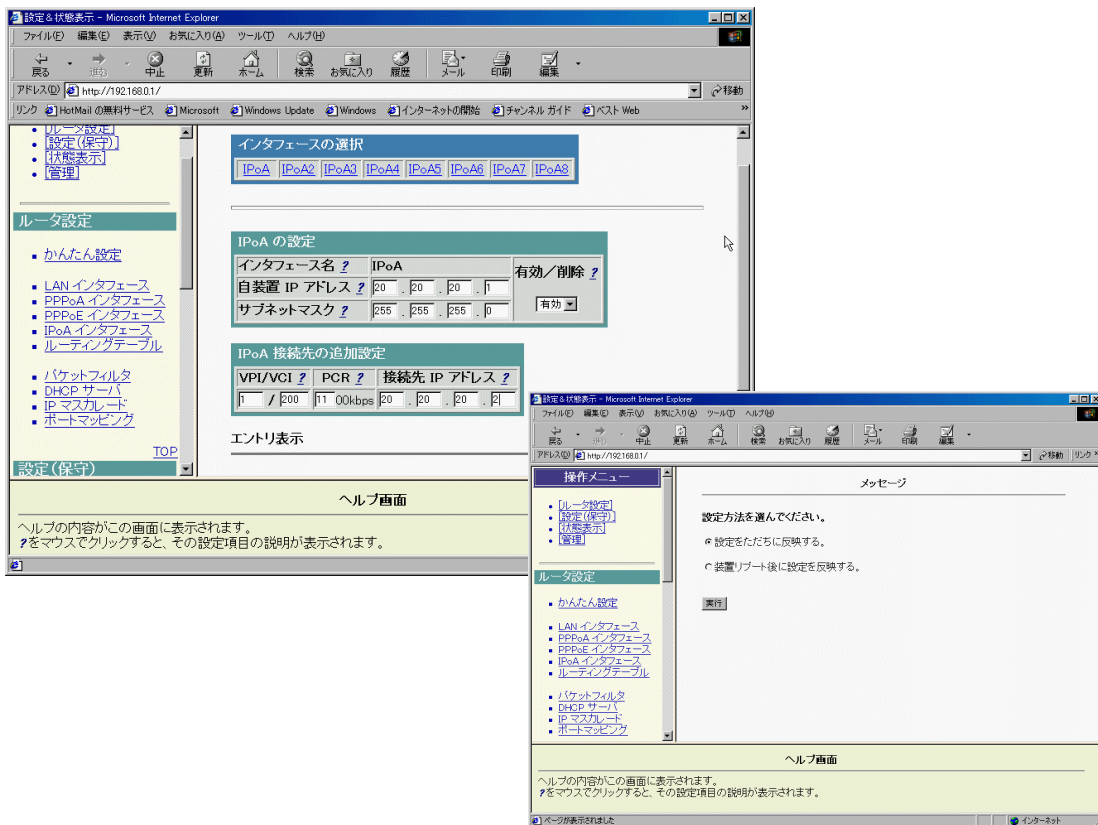 設定&状態表示 - Microsoft Internet Explorer
ファイル(F) 編集(E) 表示(V) お気に入り(A) ツール(T) ヘルプ(H)
戻る 進む 中止 更新 ホーム 検索 お気に入り 履歴 メール 印刷 編集
アドレス(D) http://192.168.0.1/ 移動
リンク HotMail の無料サービス Microsoft Windows Update Windows インターネットの開始 チャンネル ガイド ベスト Web »
[ルータ設定]
[設定(保守)]
[状態表示]
[管理]
ルータ設定
かんたん設定
LAN インタフェース
PPPoA インタフェース
PPPoE インタフェース
IPoA インタフェース
ルーティングテーブル
パケットフィルタ
DHCP サーバ
IP マスカレード
ポートマッピング
TOP
設定(保守)
インタフェースの選択
IPoA IPoA2 IPoA3 IPoA4 IPoA5 IPoA6 IPoA7 IPoA8
IPoA の設定
インタフェース名 ? IPoA 有効/削除 ?
自装置 IP アドレス ? 20 . 20 . 20 . 1
有効
サブネットマスク ? 255 . 255 . 255 . 0
IPoA 接続先の追加設定
VPI/VCI ? PCR ? 接続先 IP アドレス ?
1 / 200 11 00kbps 20 . 20 . 20 . 2
エントリ表示
ヘルプ画面
ヘルプの内容がこの画面に表示されます。
?をマウスでクリックすると、その設定項目の説明が表示されます。
設定&状態表示 - Microsoft Internet Explorer
ファイル(F) 編集(E) 表示(V) お気に入り(A) ツール(T) ヘルプ(H)
戻る 進む 中止 更新 ホーム 検索 お気に入り 履歴 メール 印刷 編集
アドレス(D) http://192.168.0.1/ 移動 リンク »
操作メニュー
[ルータ設定]
[設定(保守)]
[状態表示]
[管理]
ルータ設定
かんたん設定
LAN インタフェース
PPPoA インタフェース
PPPoE インタフェース
IPoA インタフェース
ルーティングテーブル
パケットフィルタ
DHCP サーバ
IP マスカレード
ポートマッピング
メッセージ
設定方法を選んでください。
設定をただちに反映する。
装置リブート後に設定を反映する。
実行
ヘルプ画面
ヘルプの内容がこの画面に表示されます。
?をマウスでクリックすると、その設定項目の説明が表示されます。
ページが表示されました インターネット